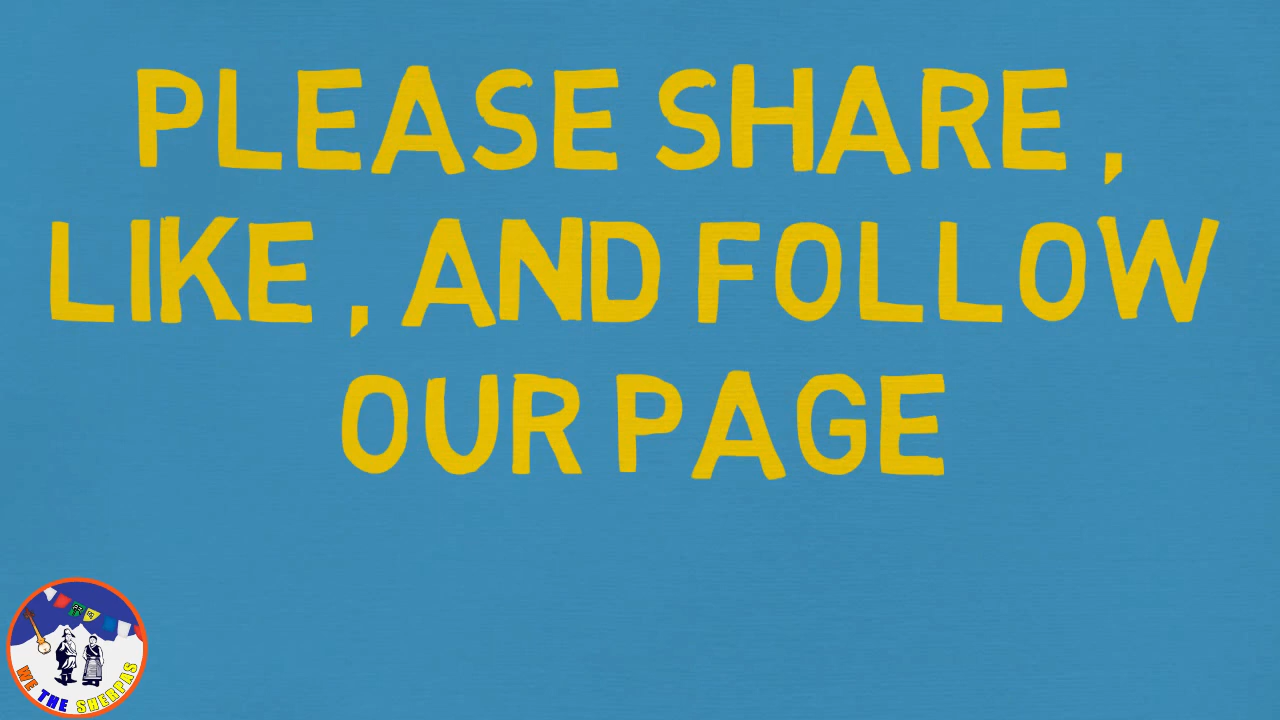 PLEASE SHARE ,
LIKE , AND FOLLOW
OUR PAGE
WE THE SHERPAS